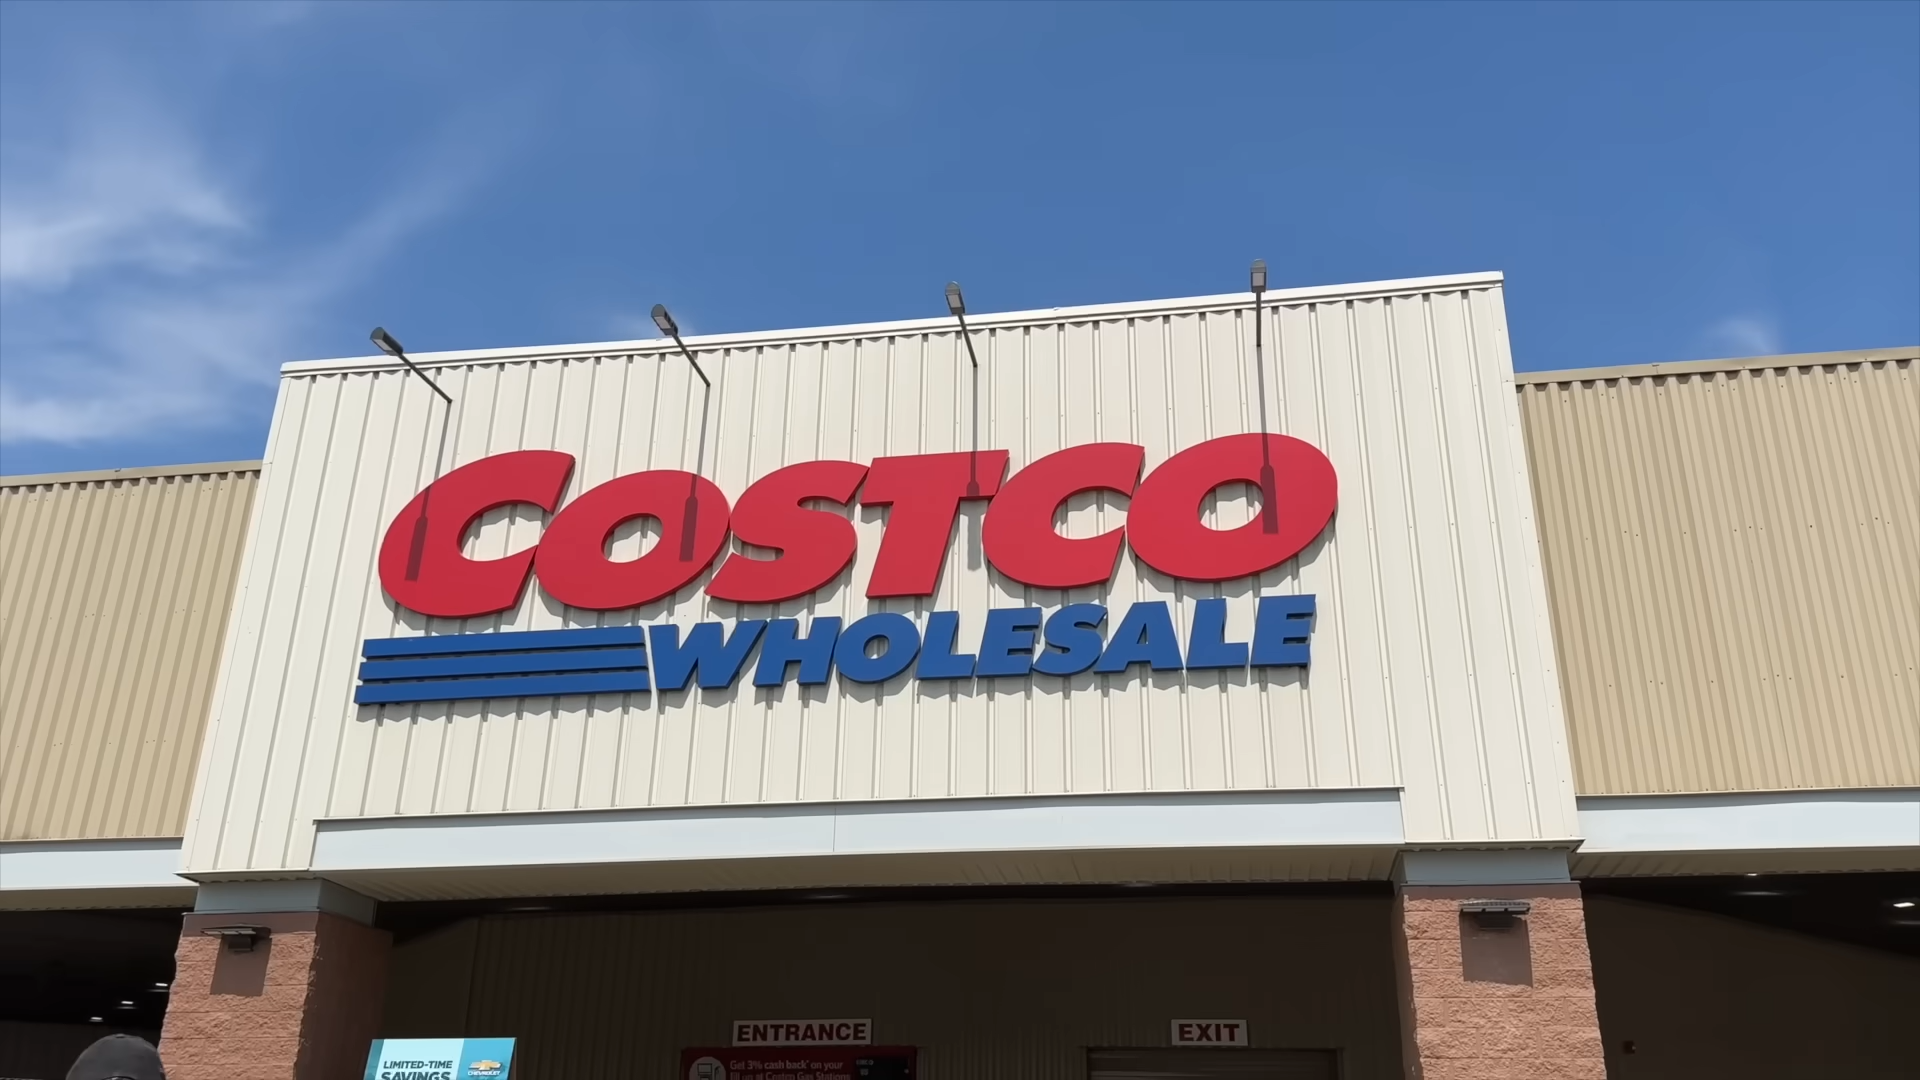 COSTCO
WHOLESALE
ENTRANCE
EXIT
Get 3% cash back* on your
fill up at Costco Gas Stations
LIMITED-TIME
SAVINGS
CHEVROLET